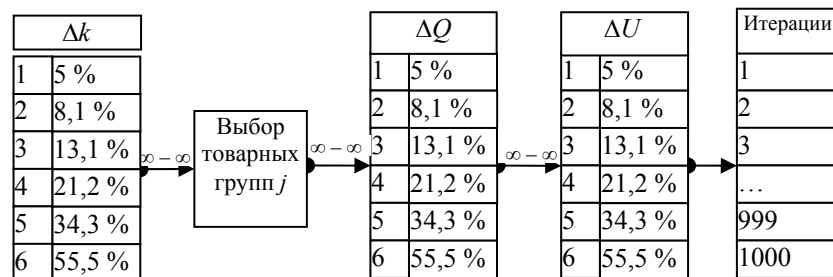 Δk
1 5 %
2 8,1 %
3 13,1 %
4 21,2 %
5 34,3 %
6 55,5 %
∞ – ∞
Выбор
товарных
групп j
∞ – ∞
ΔQ
1 5 %
2 8,1 %
3 13,1 %
4 21,2 %
5 34,3 %
6 55,5 %
∞ – ∞
ΔU
1 5 %
2 8,1 %
3 13,1 %
4 21,2 %
5 34,3 %
6 55,5 %
Итерации
1
2
3
…
999
1000